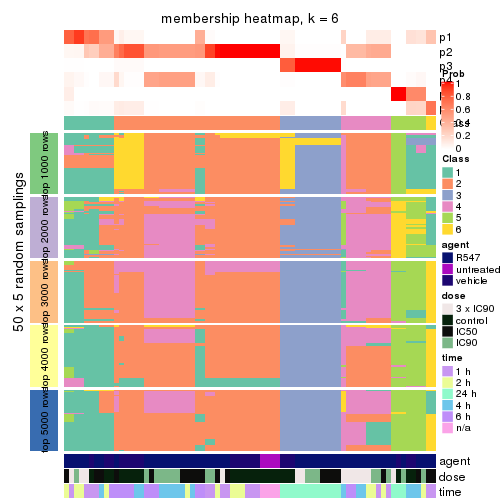 membership heatmap, k = 6
p1
p2
p3
p4
Prob
1
0.8
0.6
0.4
0.2
0
Class
1
2
3
4
5
6
agent
R547
untreated
vehicle
dose
3 x IC90
control
IC50
IC90
time
1 h
2 h
24 h
4 h
6 h
n/a
50 x 5 random samplings
top 1000 rows
top 2000 rows
top 3000 rows
top 4000 rows
top 5000 rows
agent
dose
time